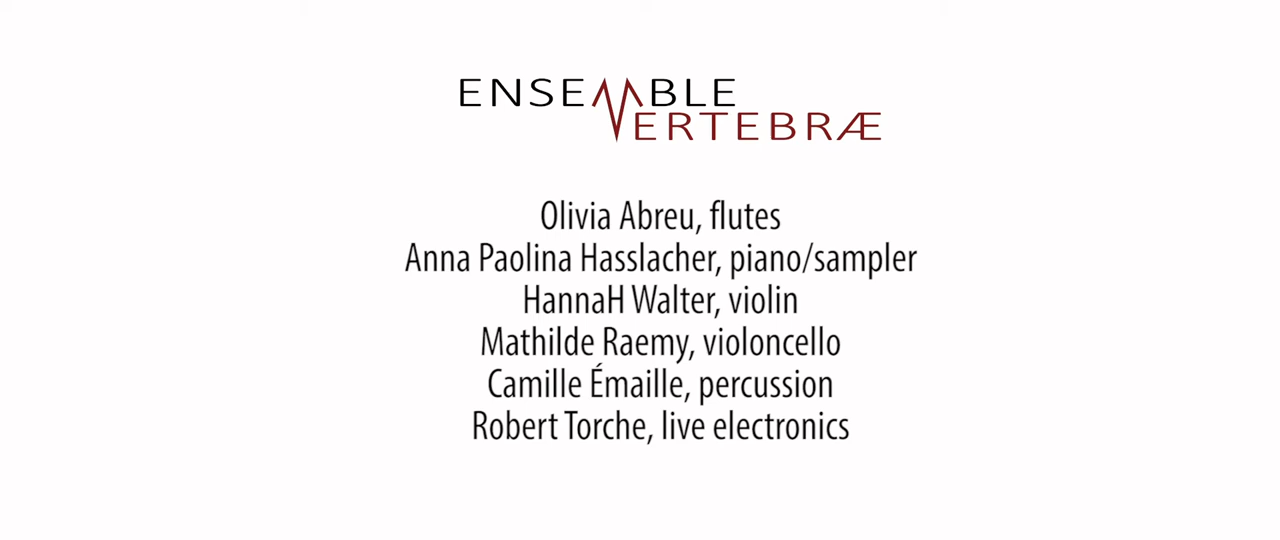 ENSEMBLE
VERTEBRÆ
Olivia Abreu, flutes
Anna Paolina Hasslacher, piano/sampler
HannaH Walter, violin
Mathilde Raemy, violoncello
Camille Émaille, percussion
Robert Torche, live electronics